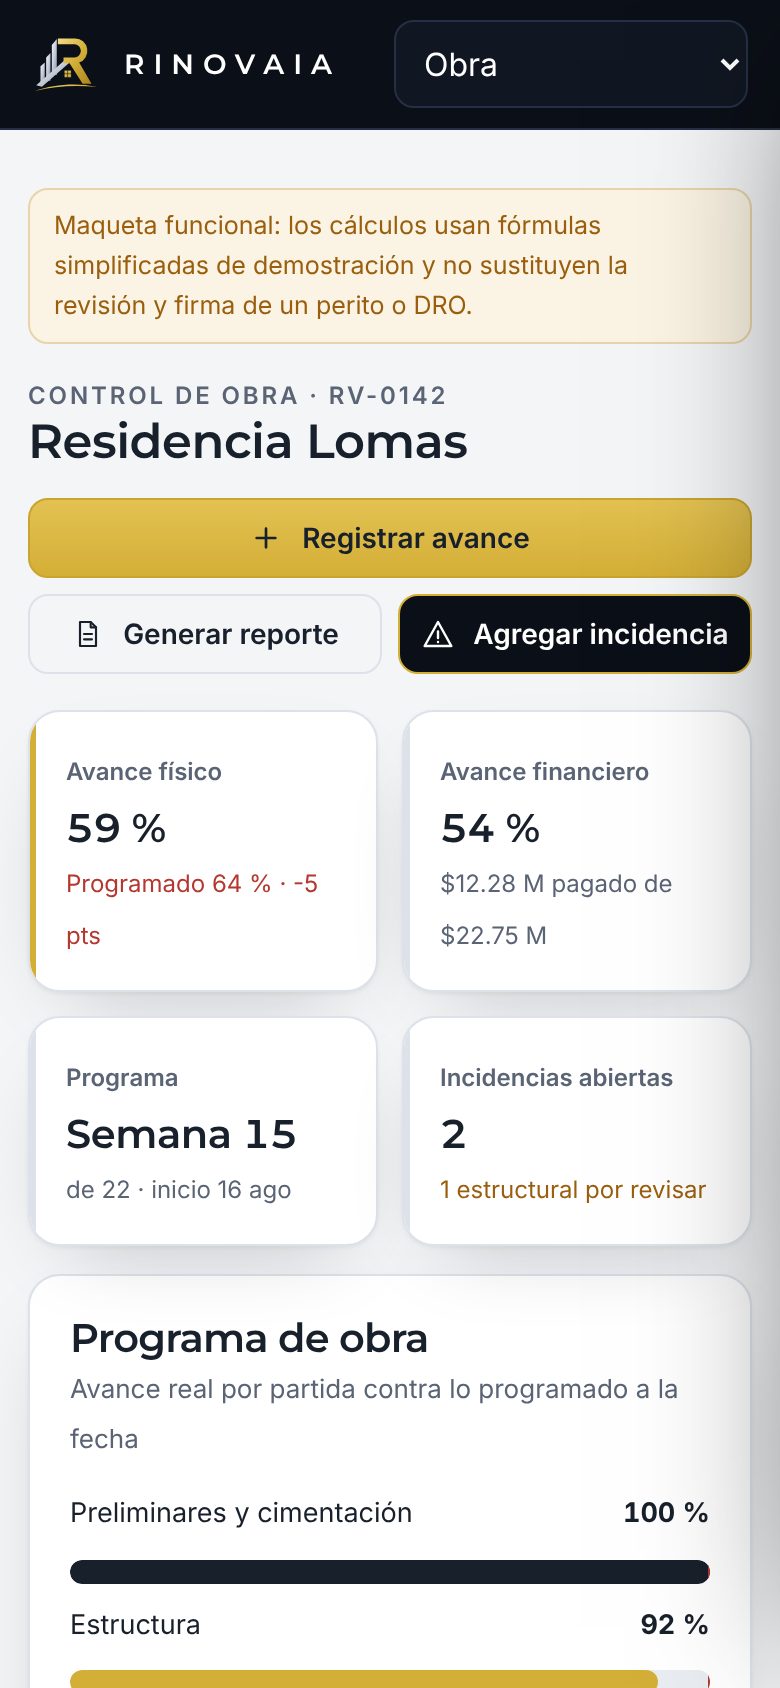 RINOVAIA
Obra
Maqueta funcional: los cálculos usan fórmulas
simplificadas de demostración y no sustituyen la
revisión y firma de un perito o DRO.
CONTROL DE OBRA · RV-0142
Residencia Lomas
Registrar avance
Generar reporte
Agregar incidencia
Avance físico
59 %
Programado 64 % · -5
pts
Avance financiero
54 %
$12.28 M pagado de
$22.75 M
Programa
Semana 15
de 22 · inicio 16 ago
Incidencias abiertas
2
1 estructural por revisar
Programa de obra
Avance real por partida contra lo programado a la
fecha
Preliminares y cimentación 100 %
Estructura 92 %